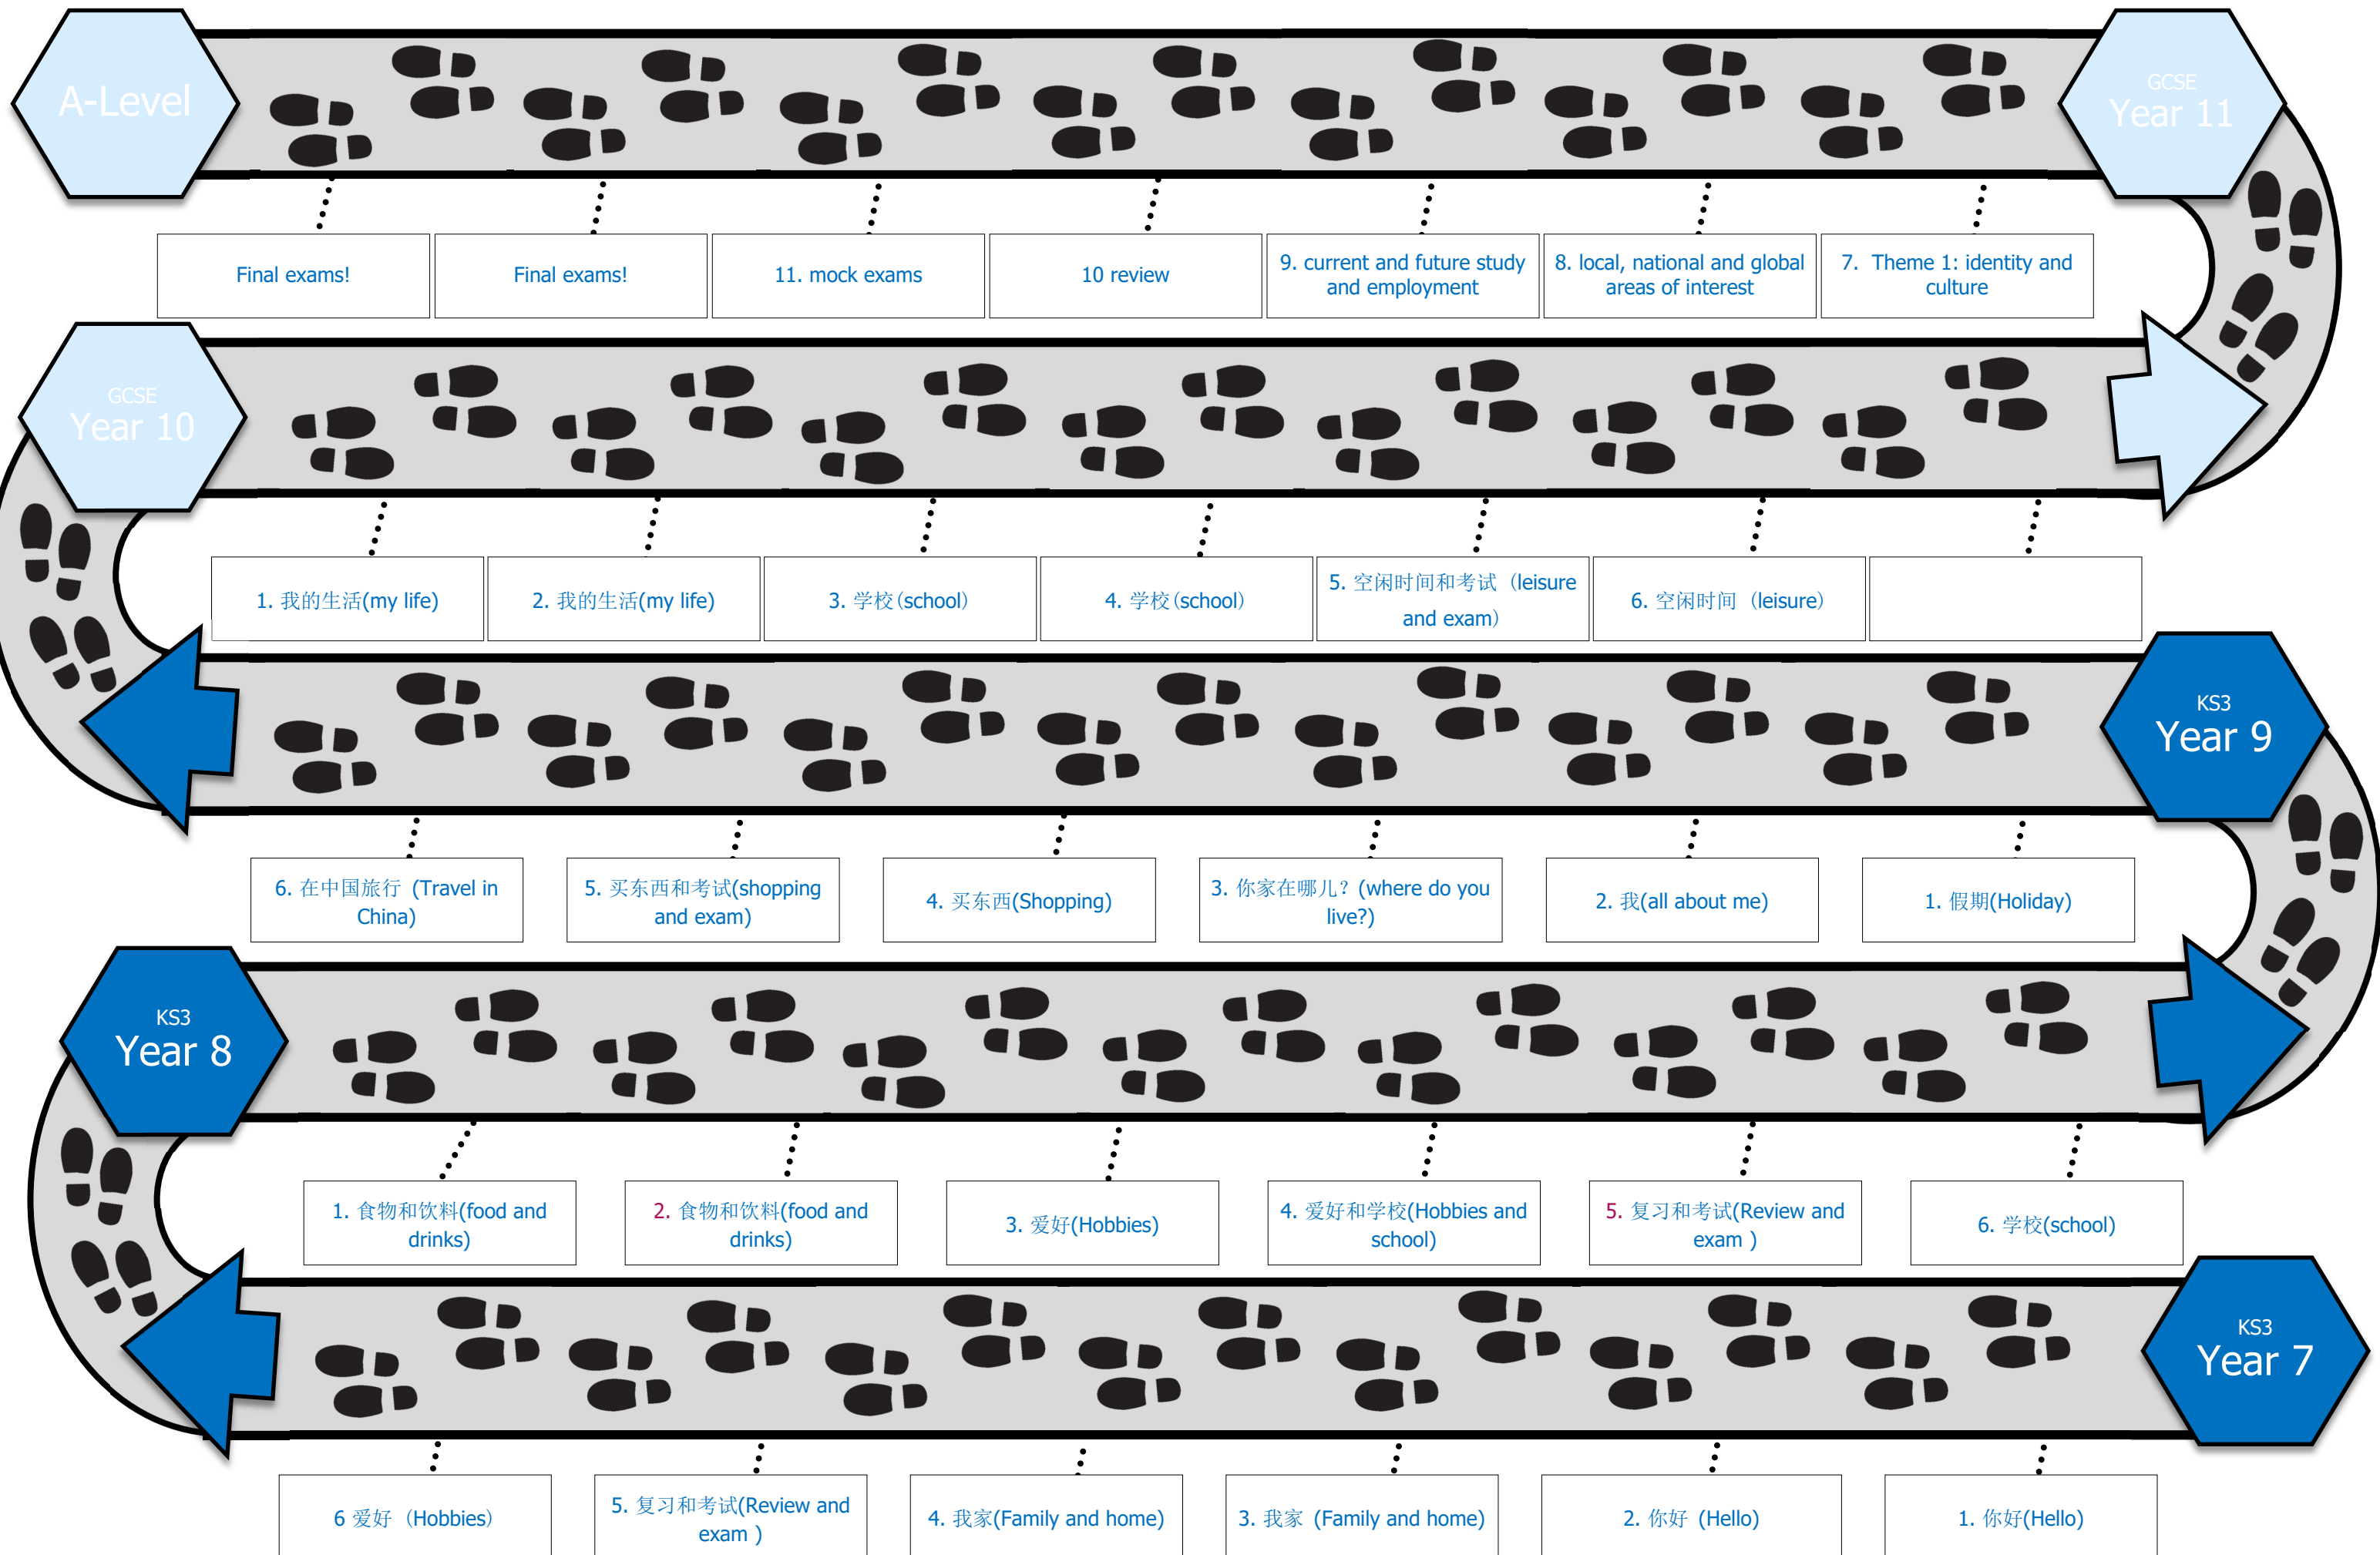 A-Level
GCSE
Year 11
Final exams!
Final exams!
11. mock exams
10 review
9. current and future study
and employment
8. local, national and global
areas of interest
7. Theme 1: identity and
culture
GCSE
Year 10
1. 我的生活(my life)
2. 我的生活(my life)
3. 学校(school）
4. 学校(school）
5. 空闲时间和考试（leisure
and exam）
6. 空闲时间（leisure）
KS3
Year 9
6. 在中国旅行 (Travel in
China)
5. 买东西和考试(shopping
and exam)
4. 买东西(Shopping)
3. 你家在哪儿？(where do you
live?)
2. 我(all about me)
1. 假期(Holiday)
KS3
Year 8
1. 食物和饮料(food and
drinks)
2. 食物和饮料(food and
drinks)
3. 爱好(Hobbies)
4. 爱好和学校(Hobbies and
school)
5. 复习和考试(Review and
exam )
6. 学校(school)
KS3
Year 7
6 爱好（Hobbies）
5. 复习和考试(Review and
exam )
4. 我家(Family and home)
3. 我家 (Family and home)
2. 你好 (Hello)
1. 你好(Hello)